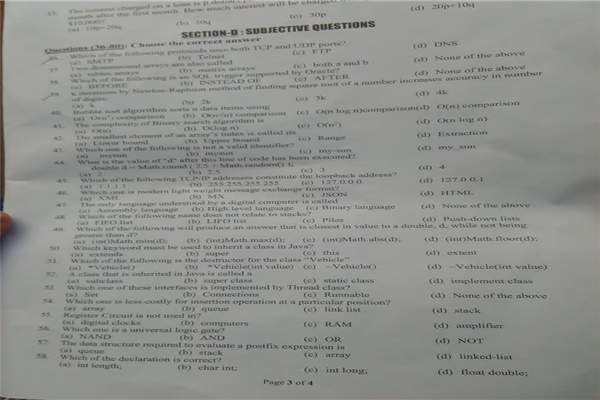 35. The interest charged on a loan is p dollars p
month after the first month. How much interest will be charged
$10,000?
(a) 10p+20q (b) 30q (c) 30p (d) 20p+10q
SECTION-D : SUBJECTIVE QUESTIONS
Questions (36-80): Choose the correct answer
36. Which of the following protocols uses both TCP and UDP ports?
(a) SMTP (b) Telnet (c) FTP (d) DNS
37. Two dimensional arrays are also called
(a) tables arrays (b) matrix arrays (c) both a and b (d) None of the above
38. Which of the following is an SQL trigger supported by Oracle?
(a) BEFORE (b) INSTEAD OF (c) AFTER (d) None of the above
39. k iterations by Newton-Raphson method of finding square root of a number increases accuracy in number
of digits:
(a) k (b) 2k (c) 3k (d) 4k
40. Bubble sort algorithm sorts n data items using
(a) O(n²) comparison (b) O(n√n) comparison (c) O(n log n)comparison (d) O(n) comparison
41. The complexity of Binary search algorithm is
(a) O(n) (b) O(log n) (c) O(n²) (d) O(n log n)
42. The smallest element of an array's index is called its
(a) Linear bound (b) Upper bound (c) Range (d) Extraction
43. Which one of the following is not a valid identifier?
(a) _mysun (b) mysun (c) my-sun (d) my_sun
44. What is the value of "d" after this line of code has been executed?
double d = Math.round ( 2.5 + Math.random() );
(a) 2 (b) 2.5 (c) 3 (d) 4
45. Which of the following TCP/IP addresses constitute the loopback address?
(a) 1.1.1.1 (b) 255.255.255.255 (c) 127.0.0.0 (d) 127.0.0.1
46. Which one is modern light weight message exchange format?
(a) XML (b) MX (c) JSON (d) HTML
47. The only language understood by a digital computer is called
(a) Assembly language (b) High level language (c) Binary language (d) None of the above
48. Which of the following name does not relate to stacks?
(a) FIFO list (b) LIFO list (c) Piles (d) Push-down lists
49. Which of the following will produce an answer that is closest in value to a double, d, while not being
greater than d?
(a) (int)Math.min(d); (b) (int)Math.max(d); (c) (int)Math.abs(d); (d) (int)Math.floor(d);
50. Which keyword must be used to inherit a class in Java?
(a) extends (b) super (c) this (d) extent
51. Which of the following is the destructor for the class "Vehicle"
(a) *Vehicle() (b) *Vehicle(int value) (c) ~Vehicle() (d) ~Vehicle(int value)
52. A class that is inherited in Java is called a
(a) subclass (b) super class (c) static class (d) implement class
53. Which one of these interfaces is implemented by Thread class?
(a) Set (b) Connections (c) Runnable (d) None of the above
54. Which one is less costly for insertion operation at a particular position?
(a) array (b) queue (c) link list (d) stack
55. Register Circuit is not used in?
(a) digital clocks (b) computers (c) RAM (d) amplifier
56. Which one is a universal logic gate?
(a) NAND (b) AND (c) OR (d) NOT
57. The data structure required to evaluate a postfix expression is
(a) queue (b) stack (c) array (d) linked-list
58. Which of the declaration is correct?
(a) int length; (b) char int; (c) int long; (d) float double;
Page 3 of 4